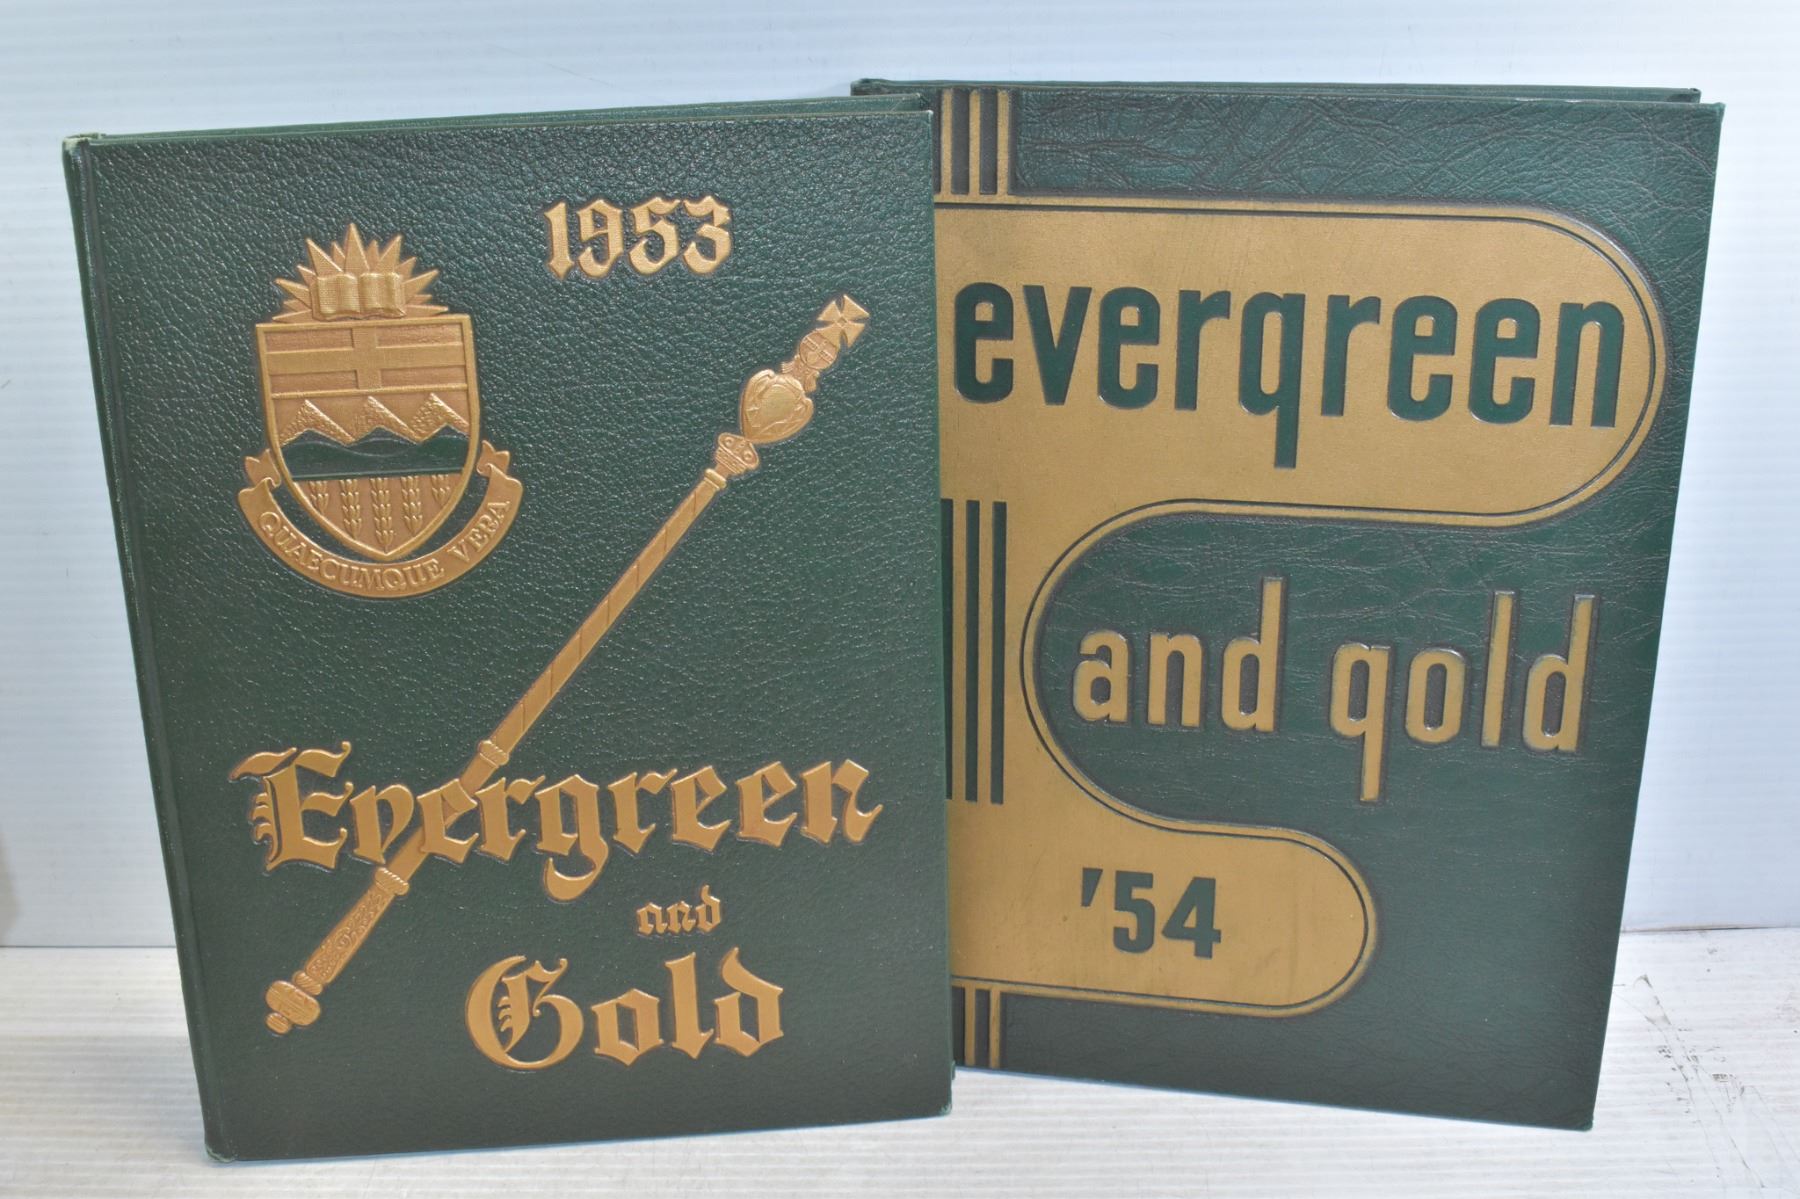 1953
QUAECUMQUE VERA
Evergreen
and
Gold
evergreen
and gold
'54